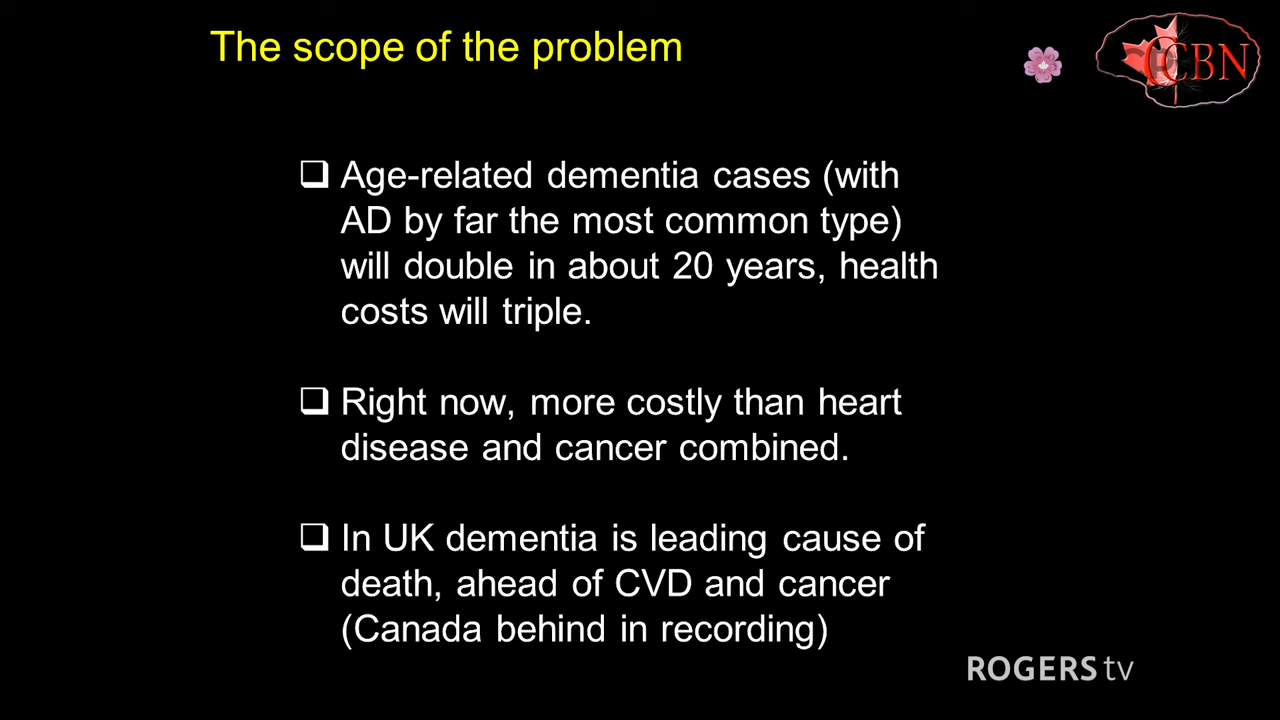 The scope of the problem
CCBN
❑ Age-related dementia cases (with
AD by far the most common type)
will double in about 20 years, health
costs will triple.
❑ Right now, more costly than heart
disease and cancer combined.
❑ In UK dementia is leading cause of
death, ahead of CVD and cancer
(Canada behind in recording)
ROGERS tv